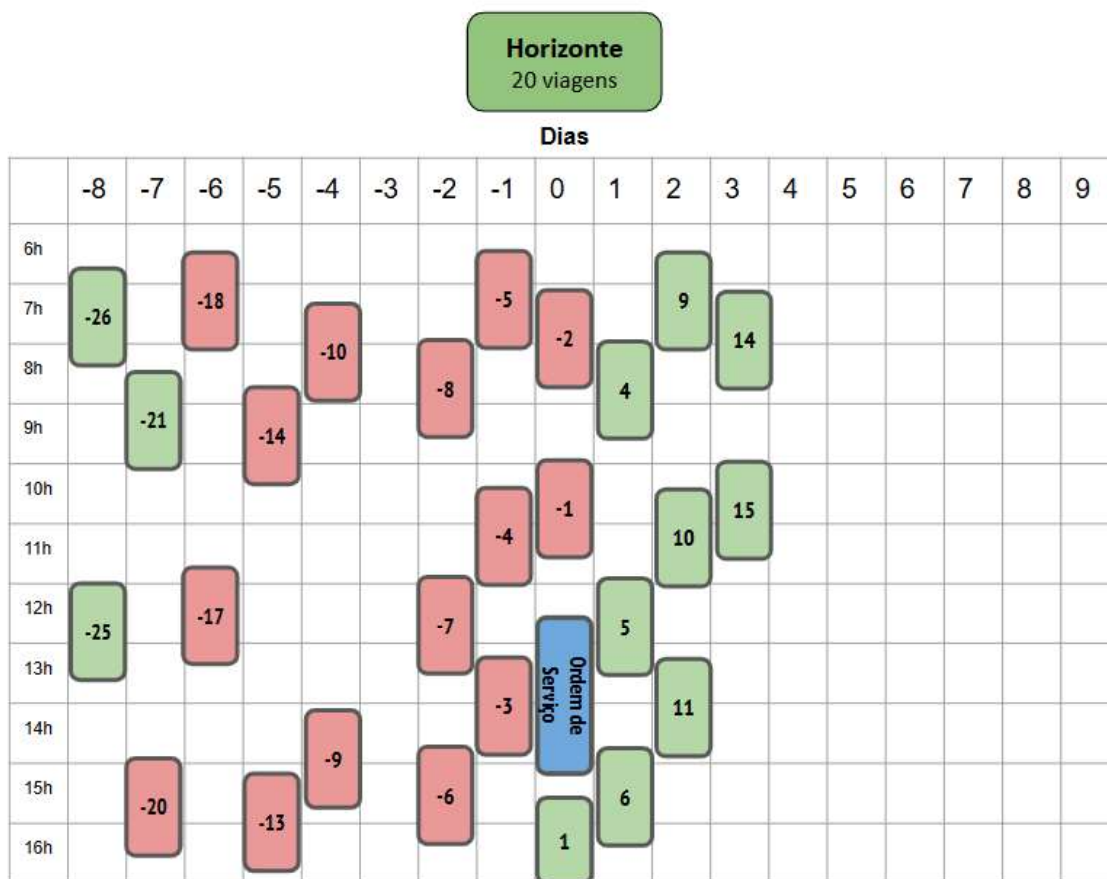 Horizonte
20 viagens
Dias
-8 -7 -6 -5 -4 -3 -2 -1 0 1 2 3 4 5 6 7 8 9
6h
-26 -18 -5 9
7h
-2 14
-10
8h
-8 4
-21
9h
-14
10h
-1 15
-4 10
11h
12h
-25 -17 -7 5
13h
Ordem de
Serviço
-3 11
14h
-9
15h
-20 -13 -6 6
16h
1